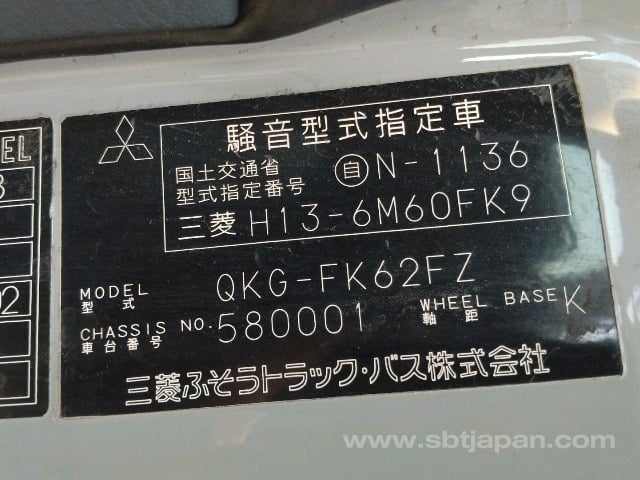 EL
3
02
騒音型式指定車
国土交通省
型式指定番号
自 N-1136
三菱 H13-6M60FK9
MODEL
型式
QKG-FK62FZ
CHASSIS NO.
車台番号
580001
WHEEL BASE
軸距
K
三菱ふそうトラック・バス株式会社
www.sbtjapan.com